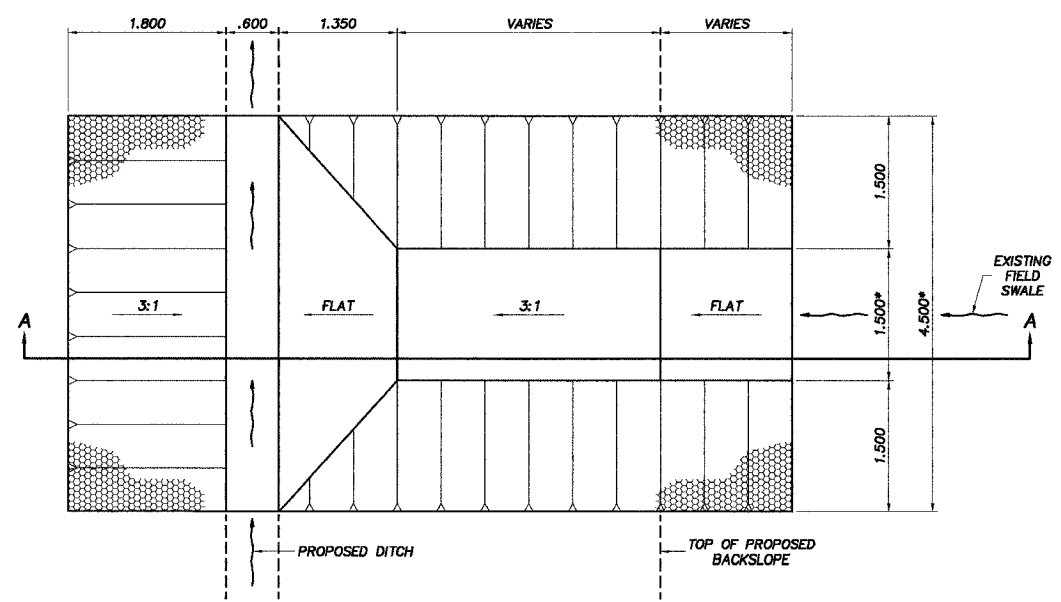 1.800
.600
1.350
VARIES
VARIES
1.500
EXISTING
FIELD
SWALE
3:1
FLAT
3:1
FLAT
1.500*
4.500*
A
A
1.500
PROPOSED DITCH
TOP OF PROPOSED
BACKSLOPE